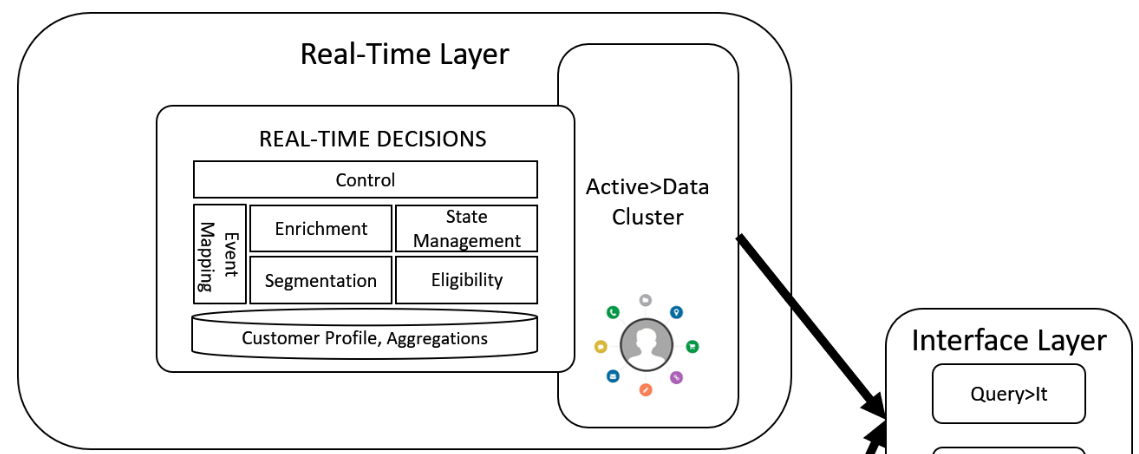 Real-Time Layer
REAL-TIME DECISIONS
Control
Event
Mapping
Enrichment
State
Management
Segmentation
Eligibility
Customer Profile, Aggregations
Active>Data
Cluster
Interface Layer
Query>It